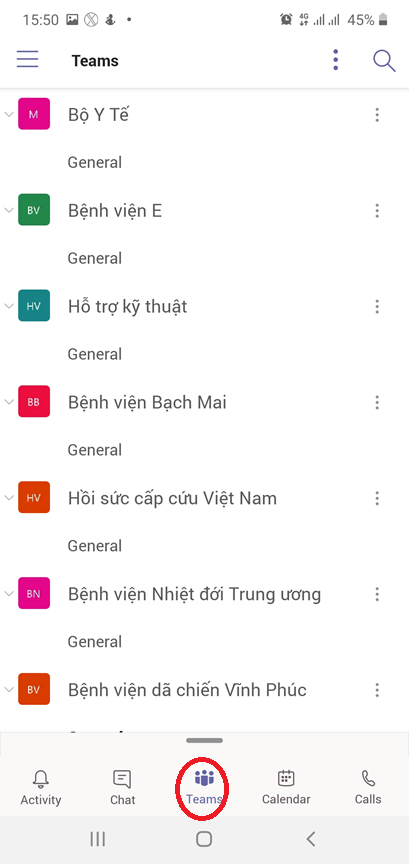 15:50 4G 45%
Teams
M Bộ Y Tế
General
BV Bệnh viện E
General
HV Hỗ trợ kỹ thuật
General
BB Bệnh viện Bạch Mai
General
HV Hồi sức cấp cứu Việt Nam
General
BN Bệnh viện Nhiệt đới Trung ương
General
BV Bệnh viện dã chiến Vĩnh Phúc
Activity Chat Teams Calendar Calls